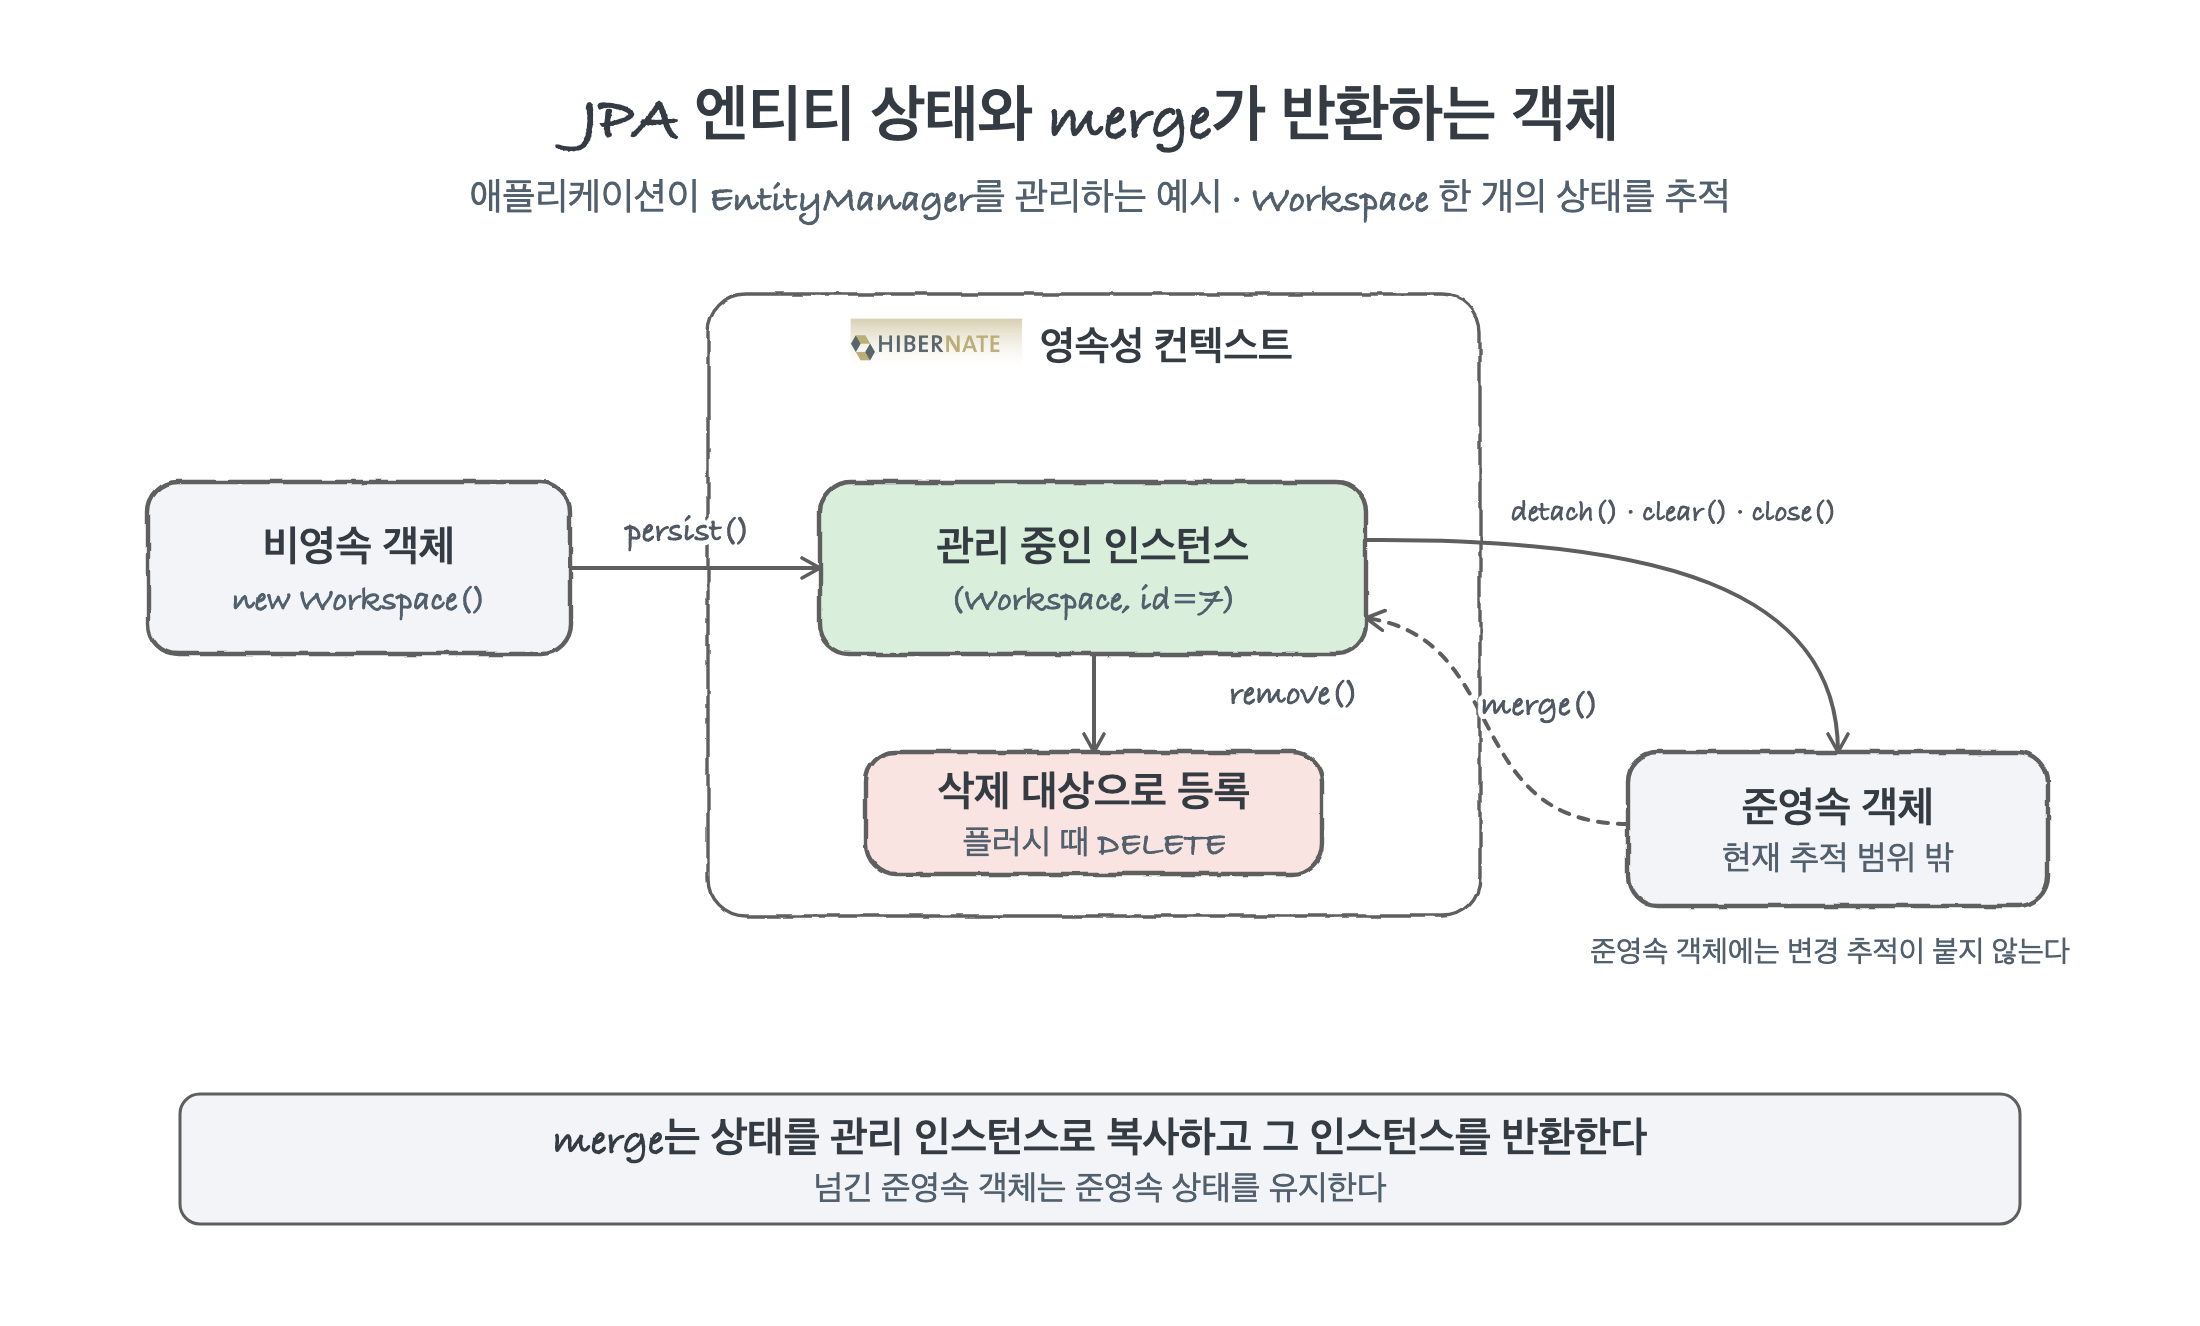 JPA 엔티티 상태와 merge가 반환하는 객체
애플리케이션이 EntityManager를 관리하는 예시 · Workspace 한 개의 상태를 추적
HIBERNATE 영속성 컨텍스트
비영속 객체
new Workspace()
persist()
관리 중인 인스턴스
(Workspace, id=7)
detach() · clear() · close()
remove()
merge()
삭제 대상으로 등록
플러시 때 DELETE
준영속 객체
현재 추적 범위 밖
준영속 객체에는 변경 추적이 붙지 않는다
merge는 상태를 관리 인스턴스로 복사하고 그 인스턴스를 반환한다
넘긴 준영속 객체는 준영속 상태를 유지한다